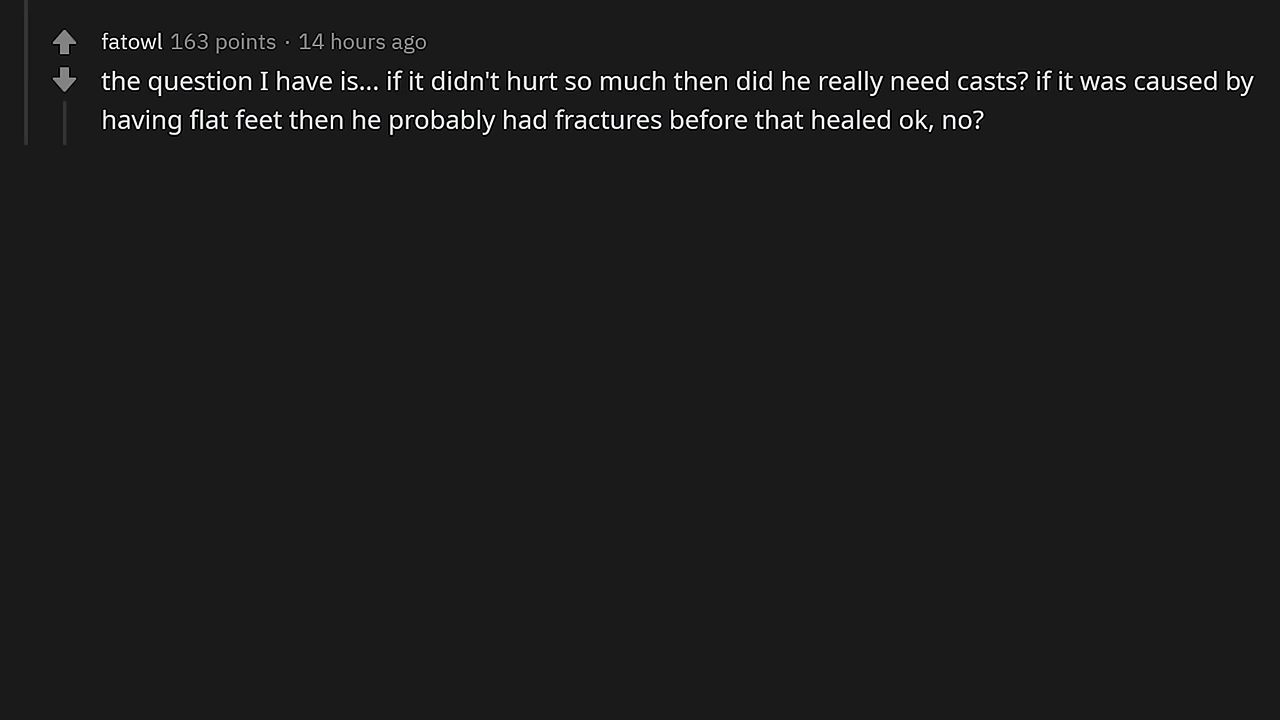 fatowl 163 points · 14 hours ago
the question I have is... if it didn't hurt so much then did he really need casts? if it was caused by
having flat feet then he probably had fractures before that healed ok, no?